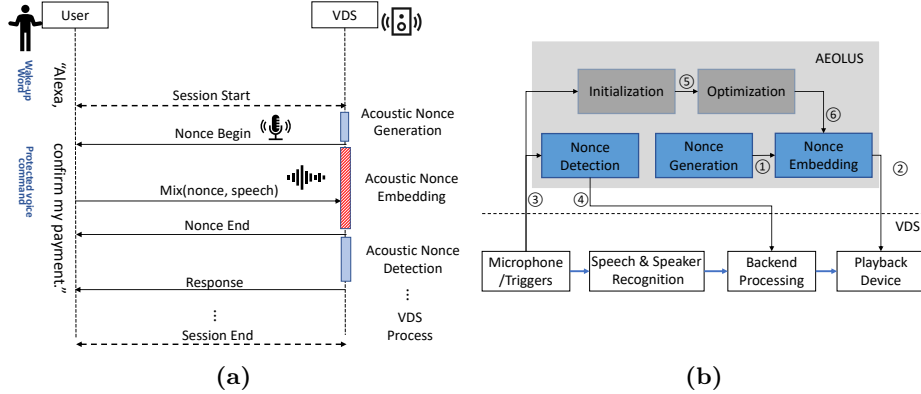 User
VDS
Wake-up
Word
"Alexa,
Session Start
Acoustic Nonce
Generation
Nonce Begin
Protected voice
command
confirm my payment."
Mix(nonce, speech)
Acoustic Nonce
Embedding
Nonce End
Acoustic Nonce
Detection
Response
⋮
⋮
VDS
Process
Session End
(a)
AEOLUS
Initialization
⑤
Optimization
⑥
Nonce
Detection
Nonce
Generation
①
Nonce
Embedding
②
③
④
VDS
Microphone
/Triggers
Speech & Speaker
Recognition
Backend
Processing
Playback
Device
(b)